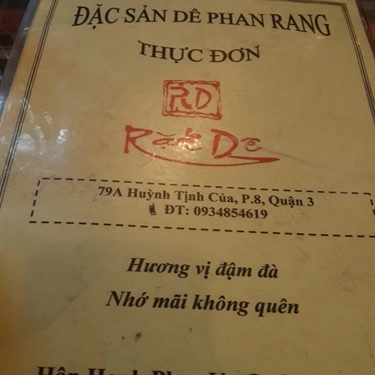 ĐẶC SẢN DÊ PHAN RANG
THỰC ĐƠN
RD
Rặt Dê
79A Huỳnh Tịnh Của, P.8, Quận 3
ĐT: 0934854619
Hương vị đậm đà
Nhớ mãi không quên